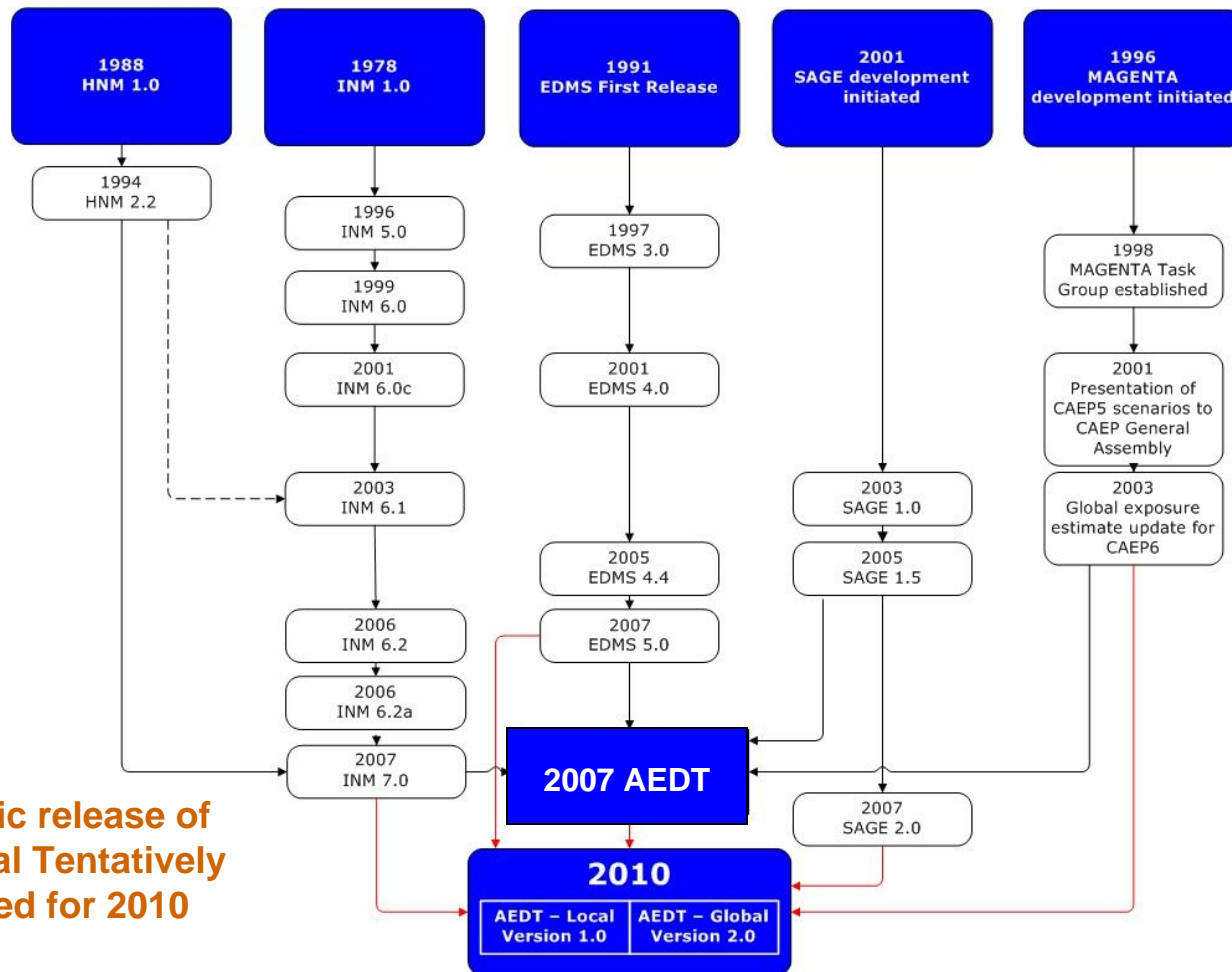 1988
HNM 1.0
1978
INM 1.0
1991
EDMS First Release
2001
SAGE development
initiated
1996
MAGENTA
development initiated
1994
HNM 2.2
1996
INM 5.0
1999
INM 6.0
2001
INM 6.0c
2003
INM 6.1
2006
INM 6.2
2006
INM 6.2a
2007
INM 7.0
1997
EDMS 3.0
2001
EDMS 4.0
2005
EDMS 4.4
2007
EDMS 5.0
2003
SAGE 1.0
2005
SAGE 1.5
2007
SAGE 2.0
1998
MAGENTA Task
Group established
2001
Presentation of
CAEP5 scenarios to
CAEP General
Assembly
2003
Global exposure
estimate update for
CAEP6
2007 AEDT
ic release of
al Tentatively
ed for 2010
2010
AEDT – Local
Version 1.0
AEDT – Global
Version 2.0